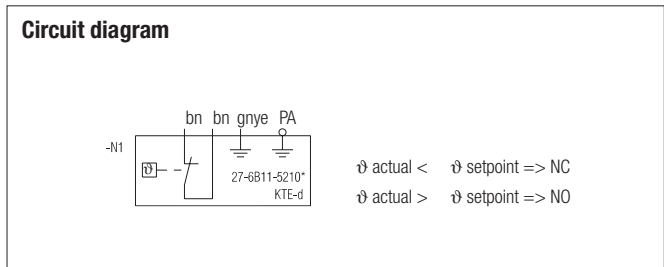 Circuit diagram
bn bn gnye PA
-N1
ϑ
27-6B11-5210*
KTE-d
ϑ actual < ϑ setpoint => NC
ϑ actual > ϑ setpoint => NO